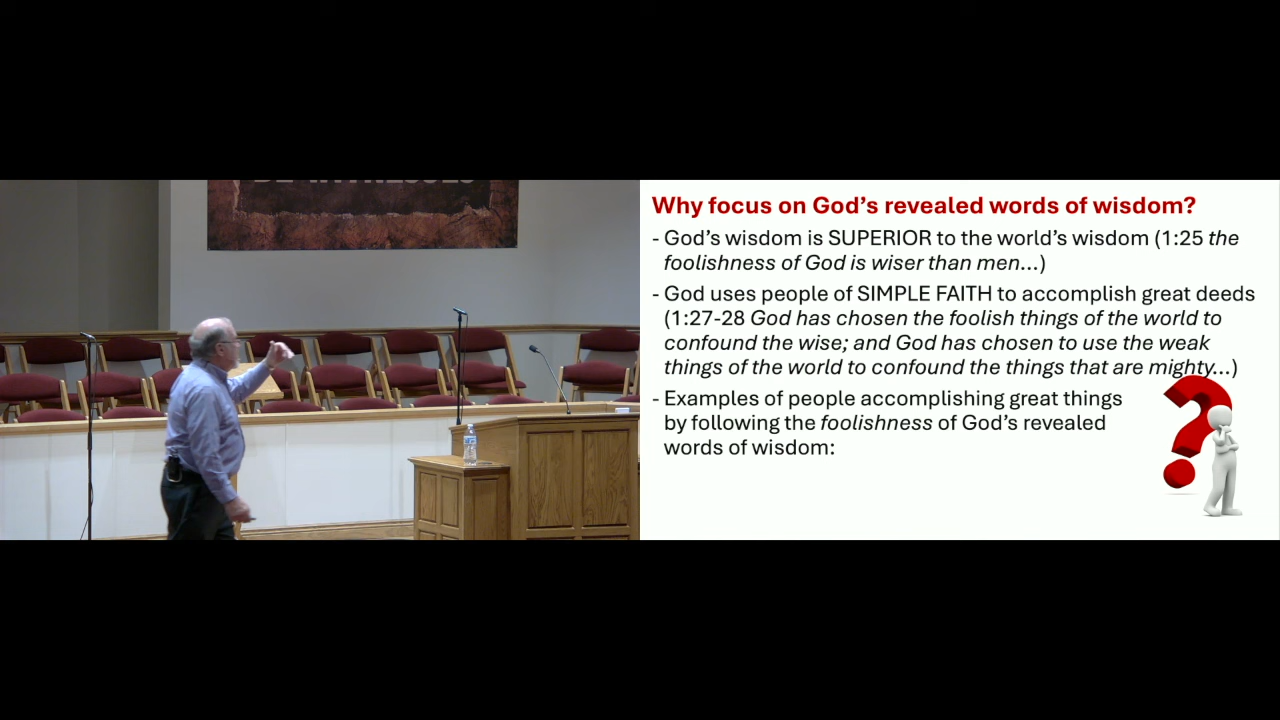 BE WITNESSES
Why focus on God's revealed words of wisdom?
- God's wisdom is SUPERIOR to the world's wisdom (1:25 the
foolishness of God is wiser than men...)
- God uses people of SIMPLE FAITH to accomplish great deeds
(1:27-28 God has chosen the foolish things of the world to
confound the wise; and God has chosen to use the weak
things of the world to confound the things that are mighty...)
- Examples of people accomplishing great things
by following the foolishness of God's revealed
words of wisdom: